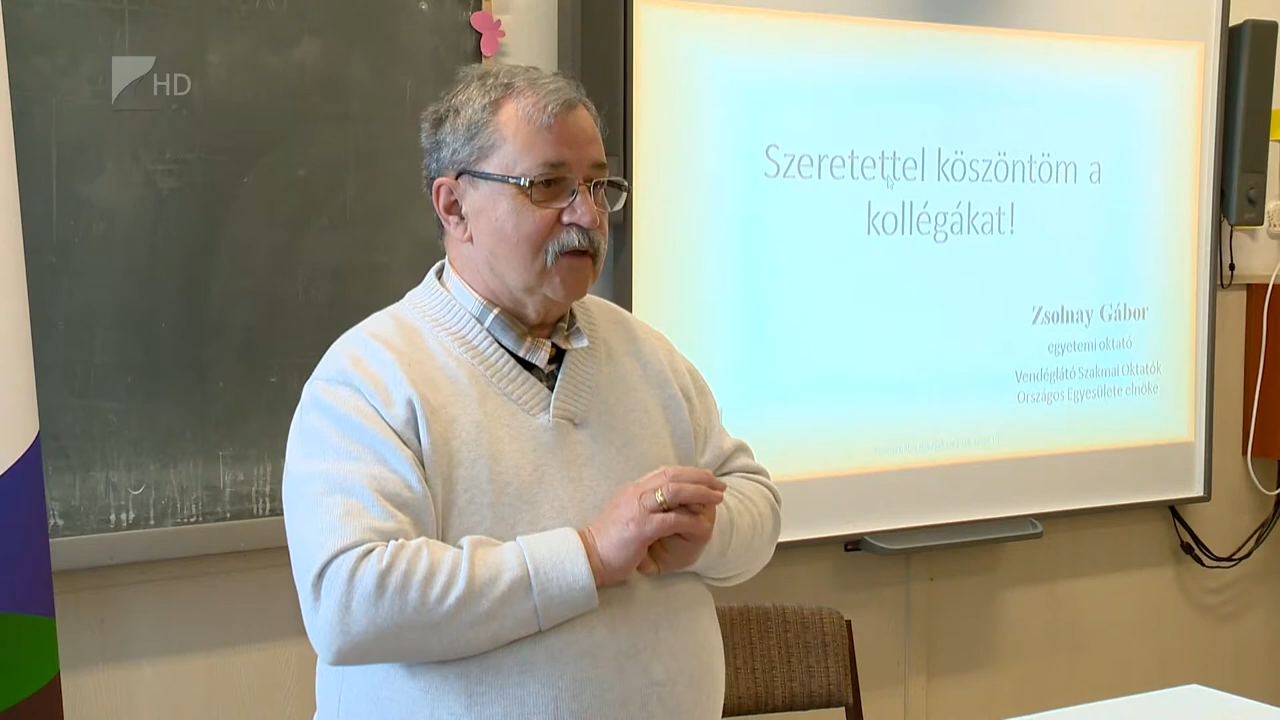 HD
Szeretettel köszöntöm a
kollégákat!
Zsolnay Gábor
egyetemi oktató
Vendéglátó Szakmai Oktatók
Országos Egyesülete elnöke